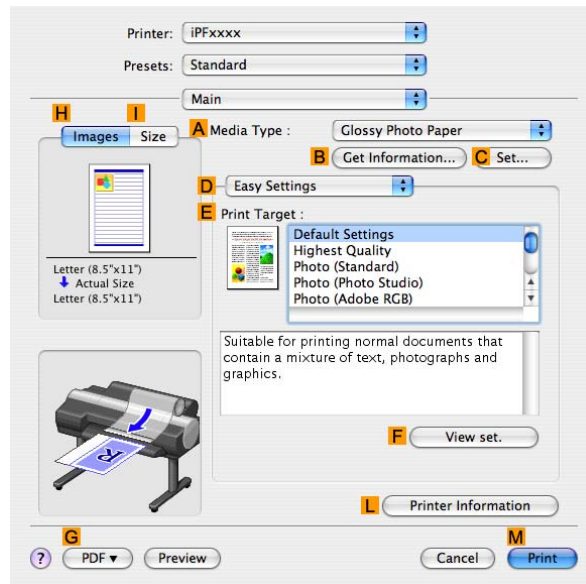 Printer: iPFxxxx
Presets: Standard
Main
H I
Images Size
A Media Type : Glossy Photo Paper
B Get Information... C Set...
D Easy Settings
E Print Target :
Default Settings
Highest Quality
Photo (Standard)
Photo (Photo Studio)
Photo (Adobe RGB)
Letter (8.5"x11")
Actual Size
Letter (8.5"x11")
Suitable for printing normal documents that
contain a mixture of text, photographs and
graphics.
R
F View set.
L Printer Information
G M
? PDF ▼ Preview Cancel Print